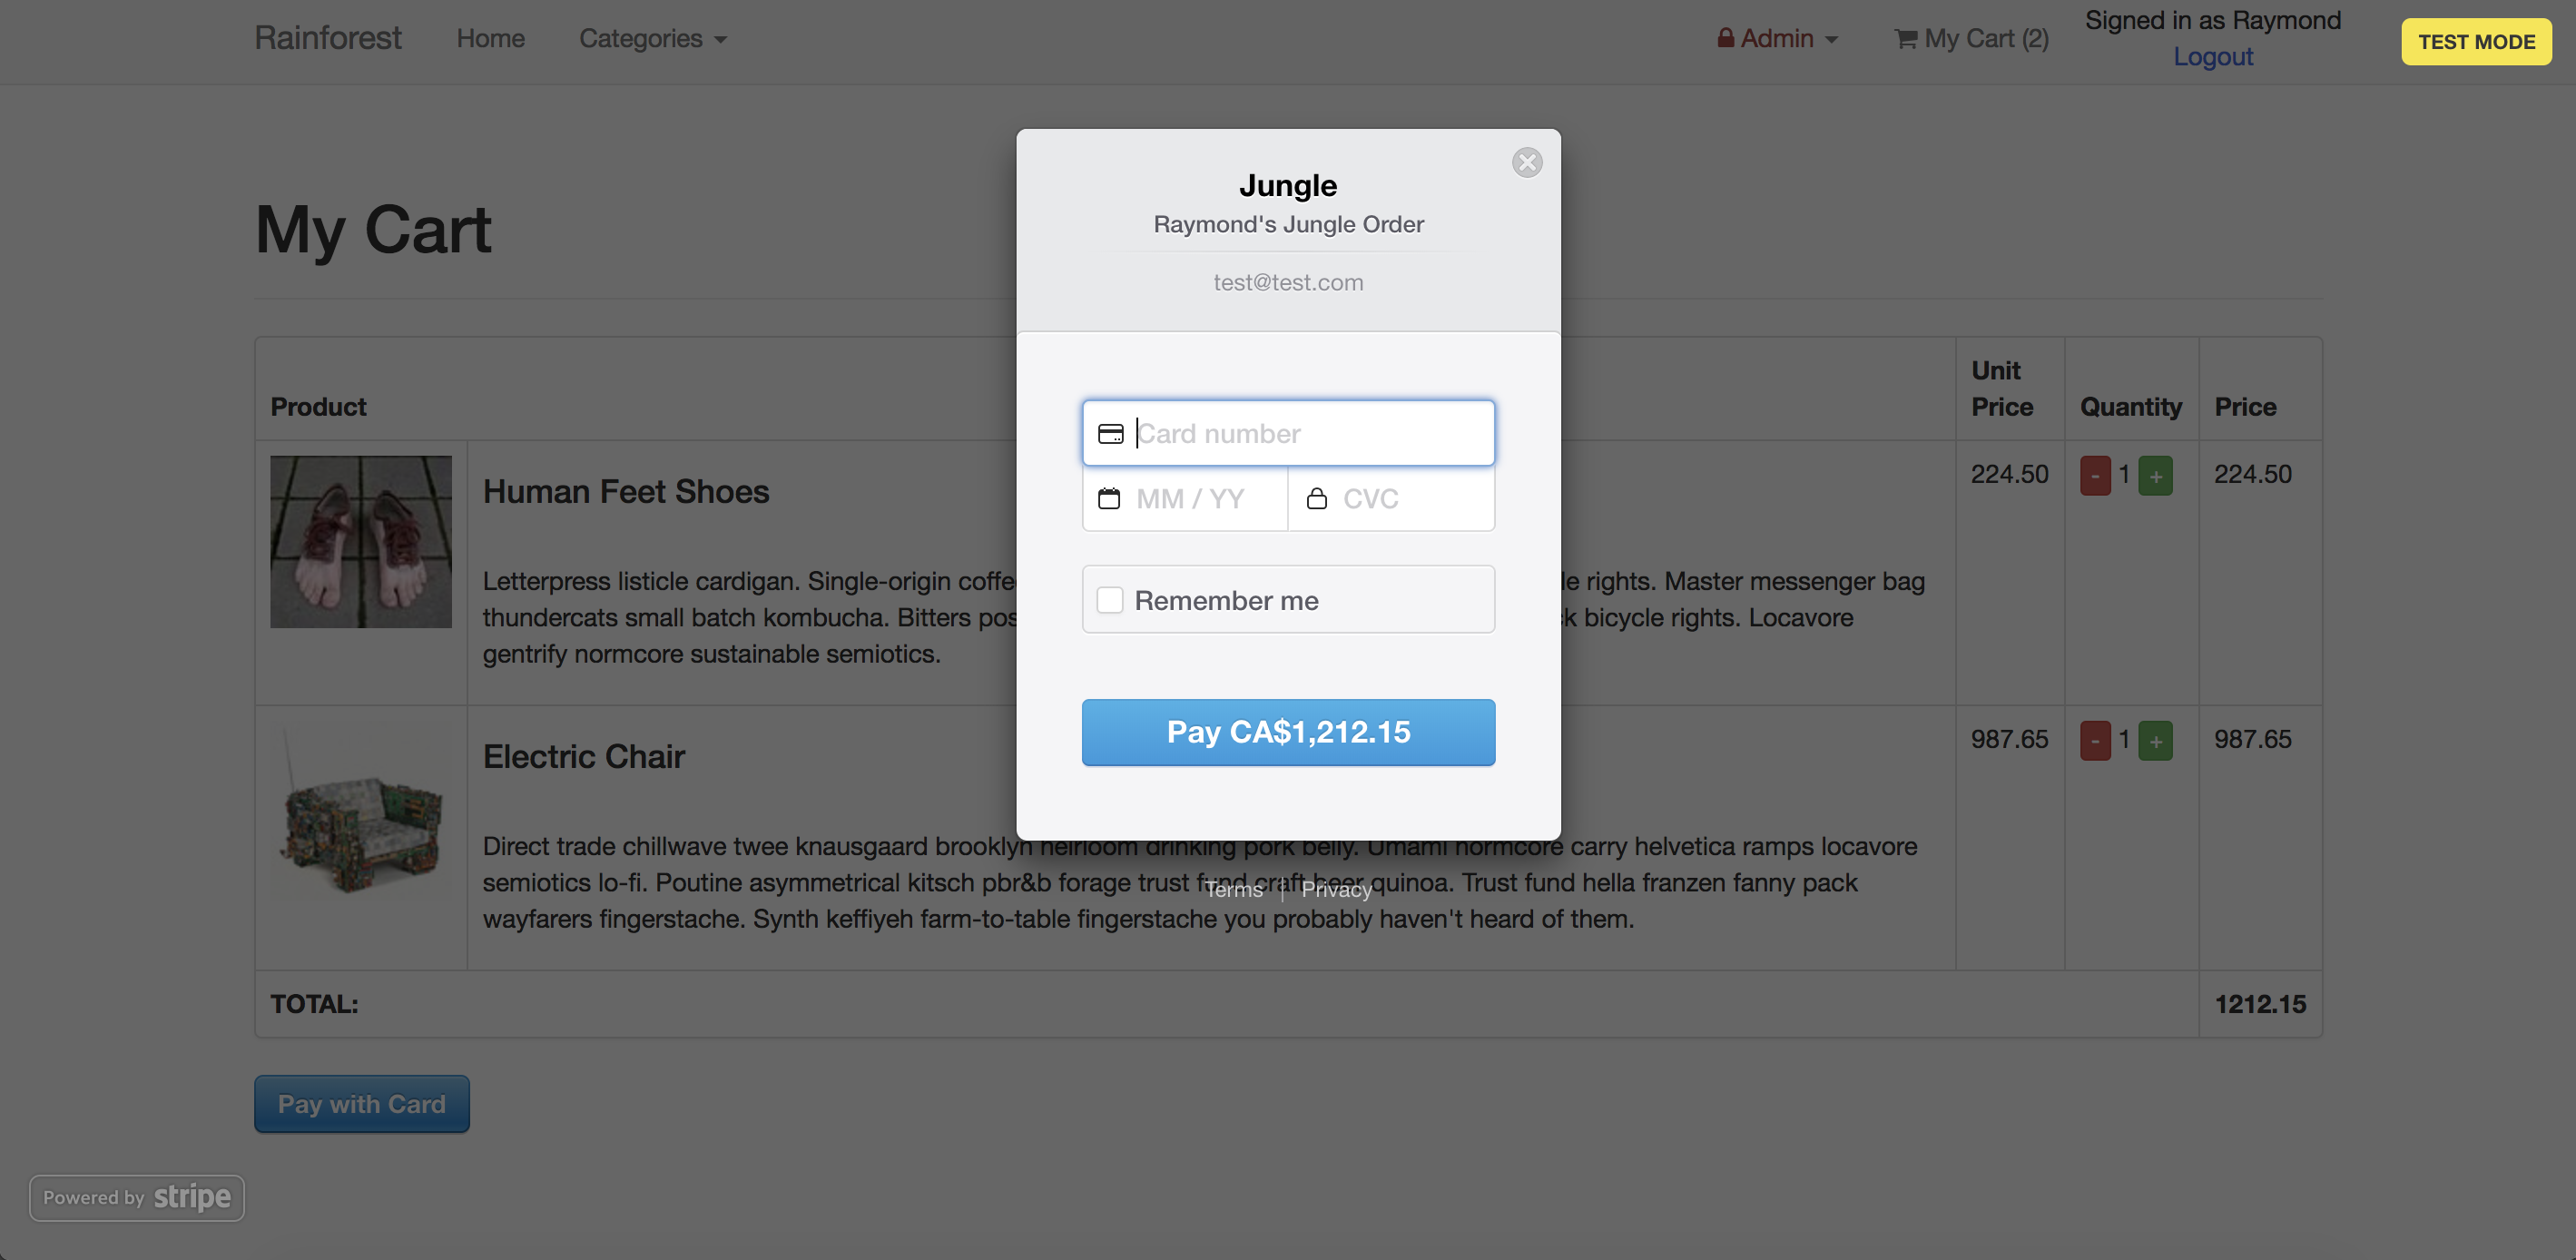 Rainforest
Home
Categories
Admin
My Cart (2)
Signed in as Raymond
Logout
TEST MODE
My Cart
Jungle
Raymond's Jungle Order
test@test.com
Card number
MM / YY
CVC
Remember me
Pay CA$1,212.15
Terms
Privacy
Product
Unit
Price
Quantity
Price
Human Feet Shoes
Letterpress listicle cardigan. Single-origin rights. Master messenger bag
thundercats small batch kombucha. Bitters bicycle rights. Locavore
gentrify normcore sustainable semiotics.
224.50
- 1 +
224.50
Electric Chair
Direct trade chillwave twee knausgaard brooklyn heirloom drinking pork belly. Umami normcore carry helvetica ramps locavore
semiotics lo-fi. Poutine asymmetrical kitsch pbr&b forage trust fund craft beer quinoa. Trust fund hella franzen fanny pack
wayfarers fingerstache. Synth keffiyeh farm-to-table fingerstache you probably haven't heard of them.
987.65
- 1 +
987.65
TOTAL:
1212.15
Pay with Card
Powered by stripe